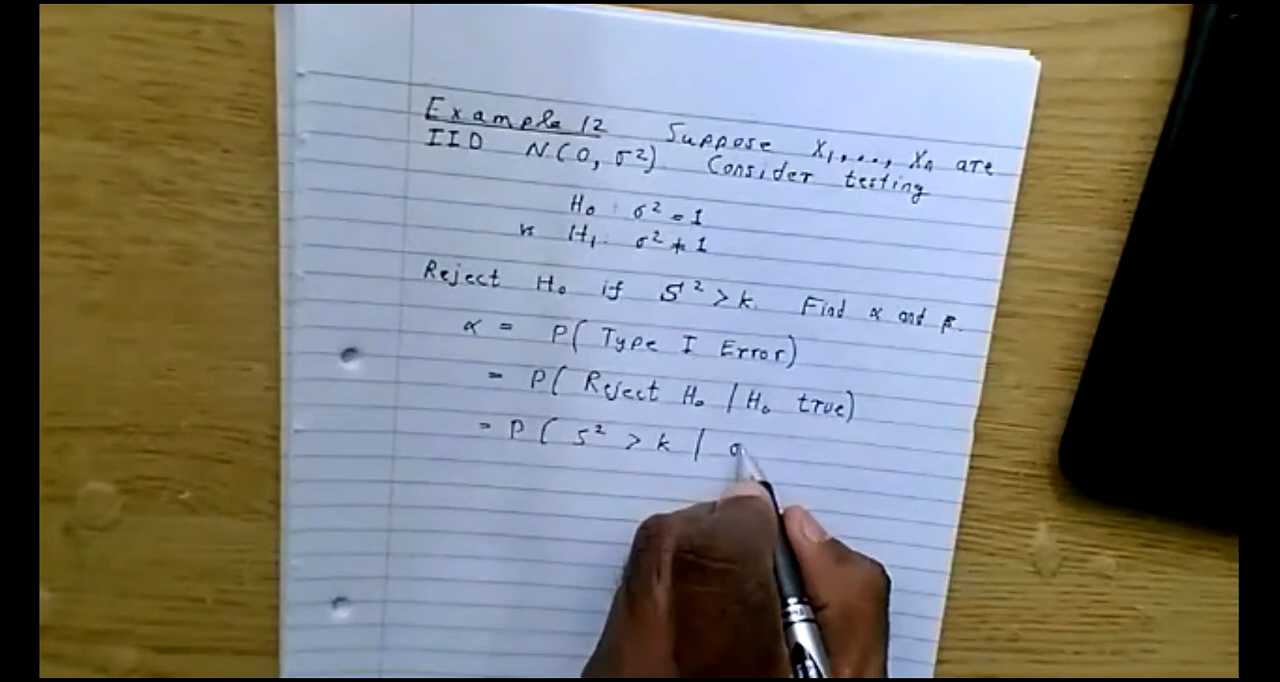 Example 12 Suppose X1,..., Xn are
IID N(0, σ²). Consider testing
H₀ : σ² = 1
vs H₁ : σ² ≠ 1
Reject H₀ if S² > k. Find α and β.
α = P( Type I Error)
= P( Reject H₀ | H₀ true)
= P( S² > k | σ